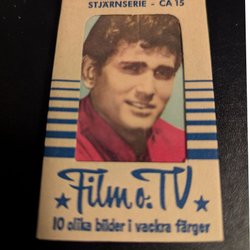 STJÄRNSERIE - CA 15
Film o. TV
10 olika bilder i vackra färger